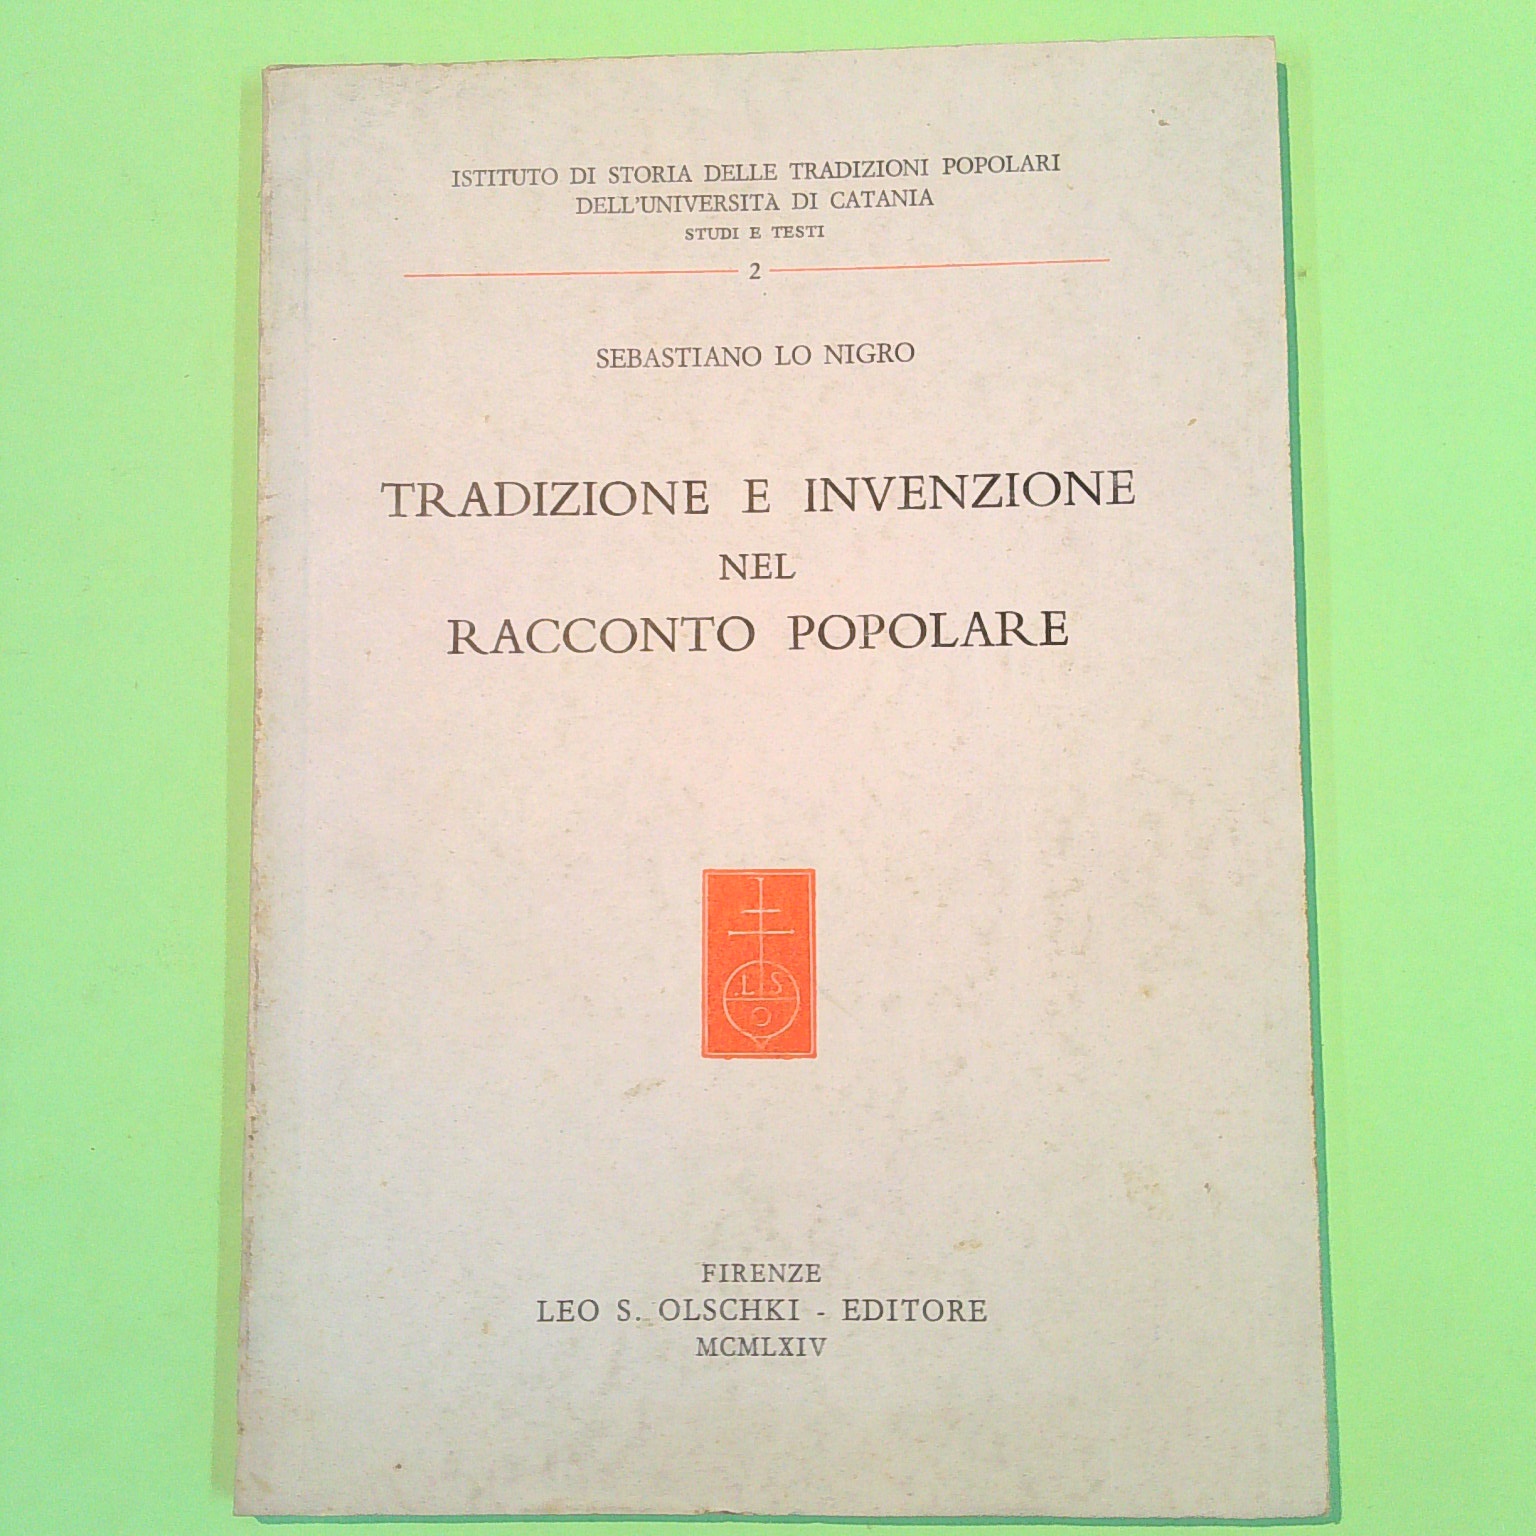 ISTITUTO DI STORIA DELLE TRADIZIONI POPOLARI
DELL'UNIVERSITÀ DI CATANIA
STUDI E TESTI
2
SEBASTIANO LO NIGRO
TRADIZIONE E INVENZIONE
NEL
RACCONTO POPOLARE
L S
O
FIRENZE
LEO S. OLSCHKI - EDITORE
MCMLXIV